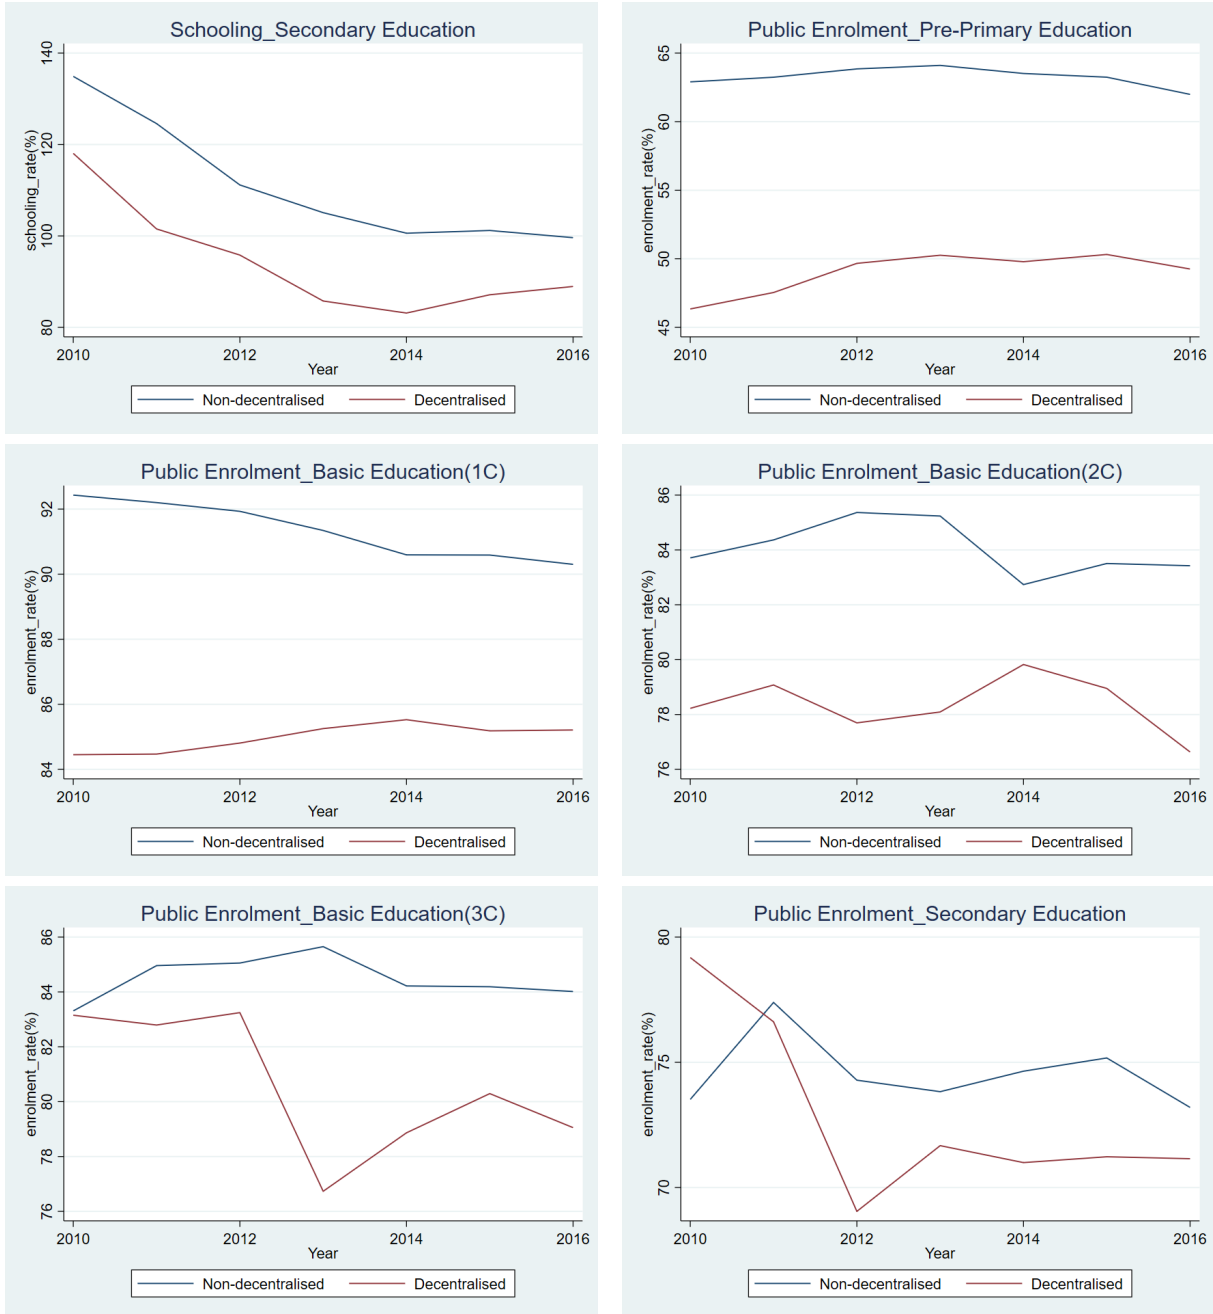 Schooling_Secondary Education
schooling_rate(%)
140
120
100
80
2010 2012 2014 2016
Year
Non-decentralised Decentralised
Public Enrolment_Pre-Primary Education
enrolment_rate(%)
65
60
55
50
45
2010 2012 2014 2016
Year
Non-decentralised Decentralised
Public Enrolment_Basic Education(1C)
enrolment_rate(%)
92
90
88
86
84
2010 2012 2014 2016
Year
Non-decentralised Decentralised
Public Enrolment_Basic Education(2C)
enrolment_rate(%)
86
84
82
80
78
76
2010 2012 2014 2016
Year
Non-decentralised Decentralised
Public Enrolment_Basic Education(3C)
enrolment_rate(%)
86
84
82
80
78
76
2010 2012 2014 2016
Year
Non-decentralised Decentralised
Public Enrolment_Secondary Education
enrolment_rate(%)
80
75
70
2010 2012 2014 2016
Year
Non-decentralised Decentralised